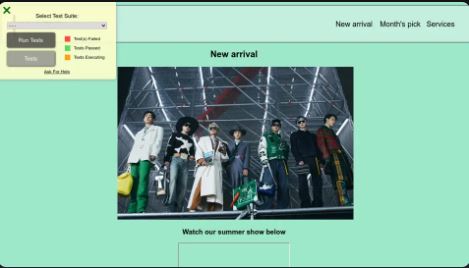 Select Test Suite:
---
Run Tests
Test(s) Failed
Tests Passed
Tests
Tests Executing
Ask For Help
New arrival
Month's pick
Services
New arrival
Watch our summer show below